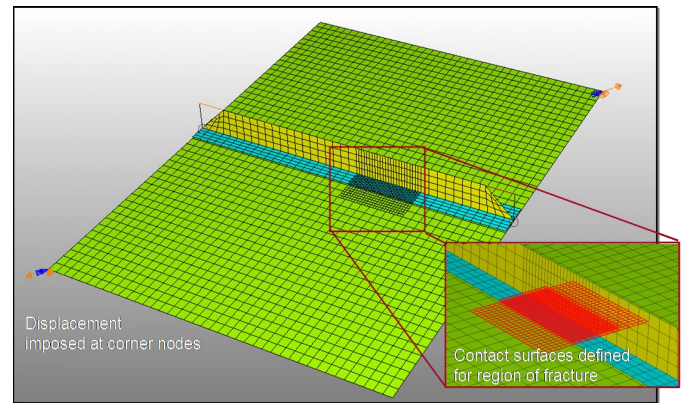 Displacement
imposed at corner nodes
Contact surfaces defined
for region of fracture